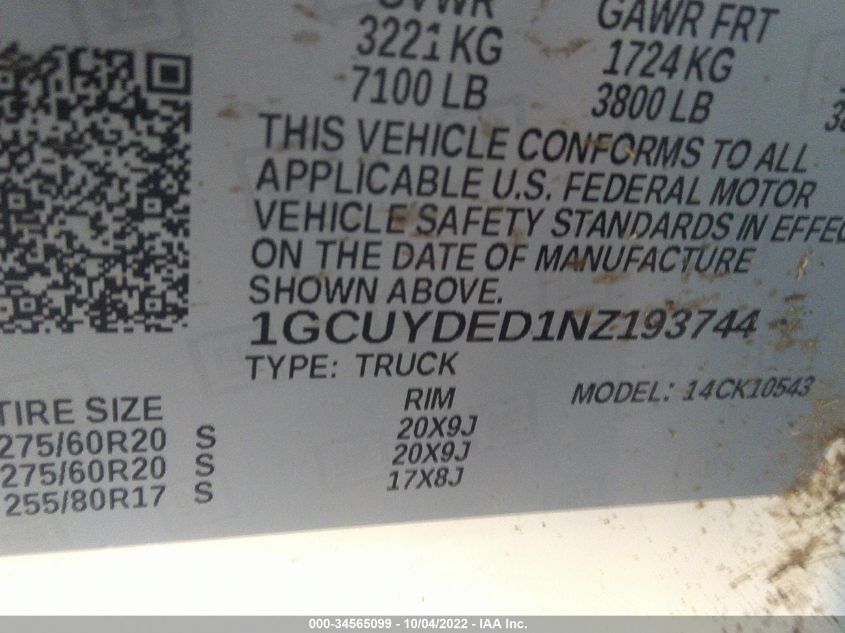 GVWR GAWR FRT
3221 KG 1724 KG
7100 LB 3800 LB
THIS VEHICLE CONFORMS TO ALL
APPLICABLE U.S. FEDERAL MOTOR
VEHICLE SAFETY STANDARDS IN EFFEC
ON THE DATE OF MANUFACTURE
SHOWN ABOVE.
1GCUYDED1NZ193744
TYPE: TRUCK
MODEL: 14CK10543
TIRE SIZE RIM
275/60R20 S 20X9J
275/60R20 S 20X9J
255/80R17 S 17X8J
000-34565099 - 10/04/2022 - IAA Inc.